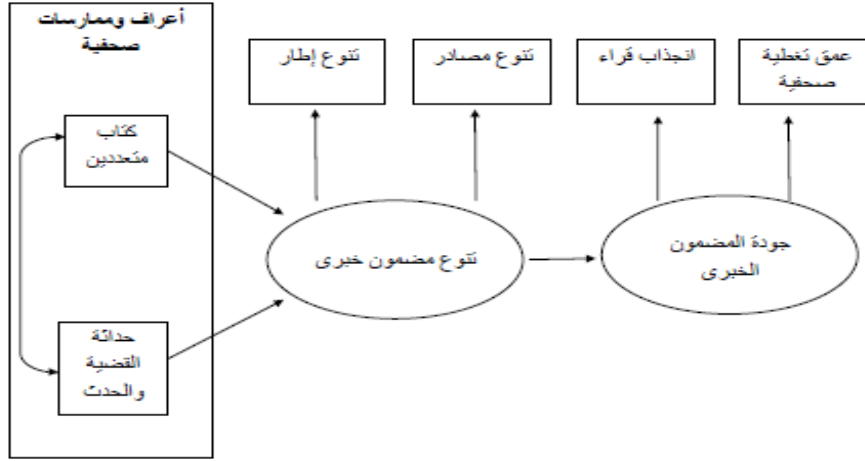 أعراف وممارسات
صحفية
كتاب
متعددين
حداثة
القضية
والحدث
تنوع إطار
تنوع مصادر
انجذاب قراء
عمق تغطية
صحفية
تنوع مضمون خبرى
جودة المضمون
الخبرى